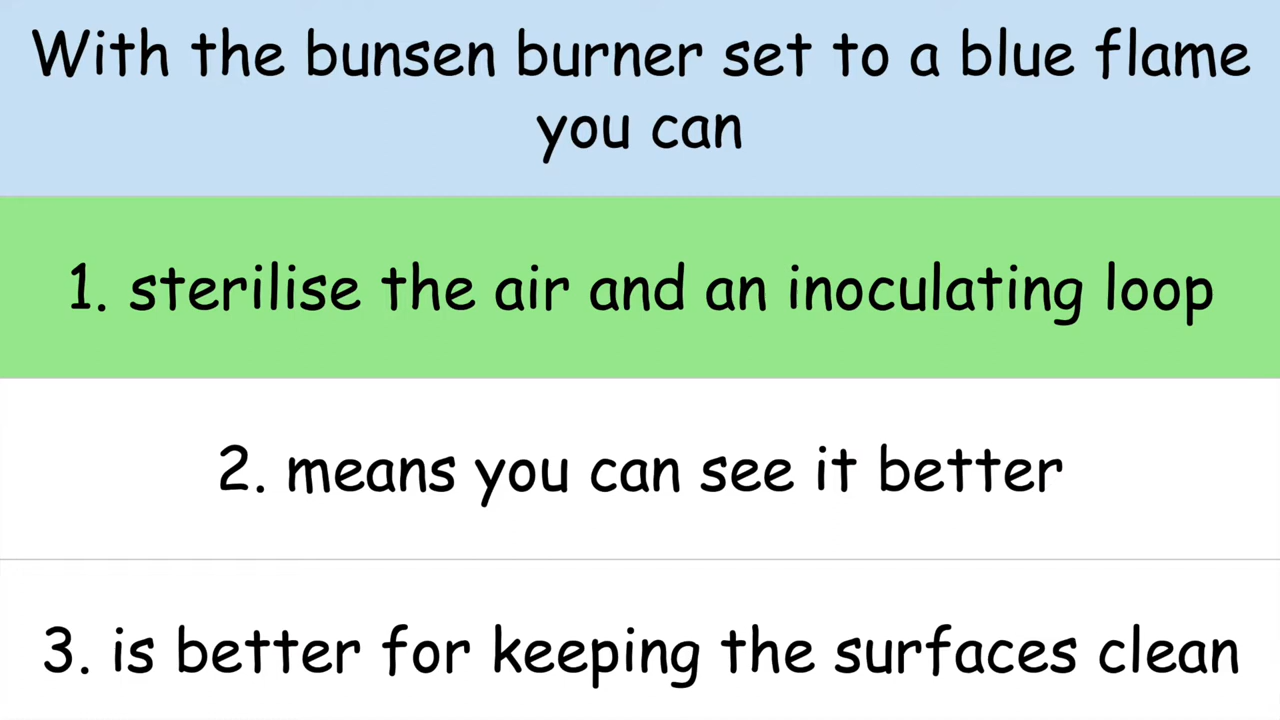 With the bunsen burner set to a blue flame
you can
1. sterilise the air and an inoculating loop
2. means you can see it better
3. is better for keeping the surfaces clean